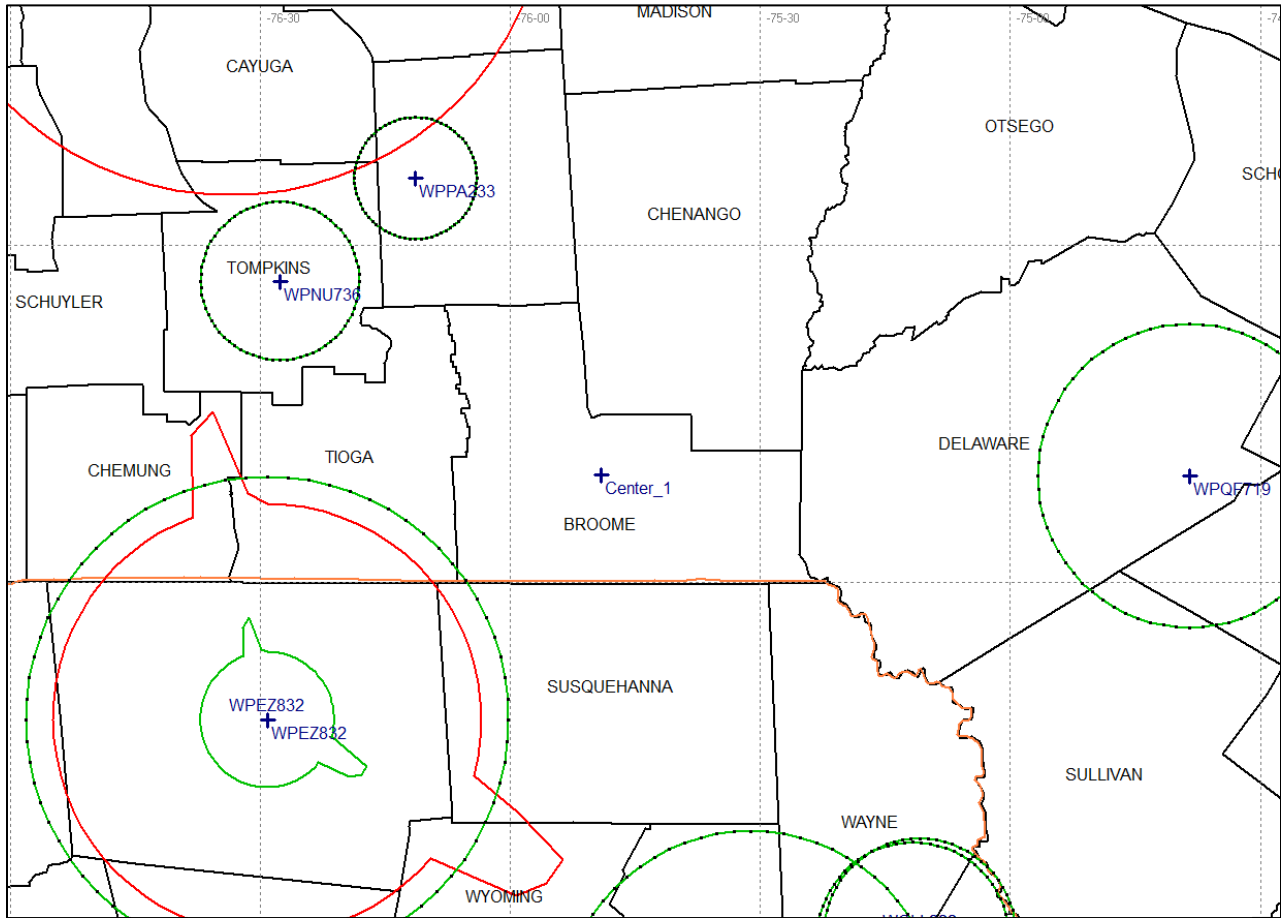 MADISON
-76-30
-76-00
-75-30
-75-00
CAYUGA
OTSEGO
WPPA233
CHENANGO
TOMPKINS
WPNU736
SCHUYLER
DELAWARE
TIOGA
CHEMUNG
Center_1
WPQF719
BROOME
SUSQUEHANNA
WPEZ832
WPEZ832
SULLIVAN
WAYNE
WYOMING